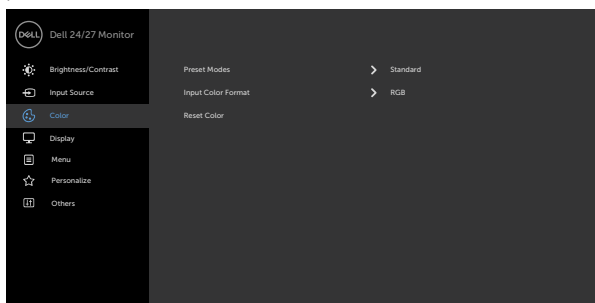 DELL Dell 24/27 Monitor
Brightness/Contrast Preset Modes Standard
Input Source Input Color Format RGB
Color Reset Color
Display
Menu
Personalize
Others